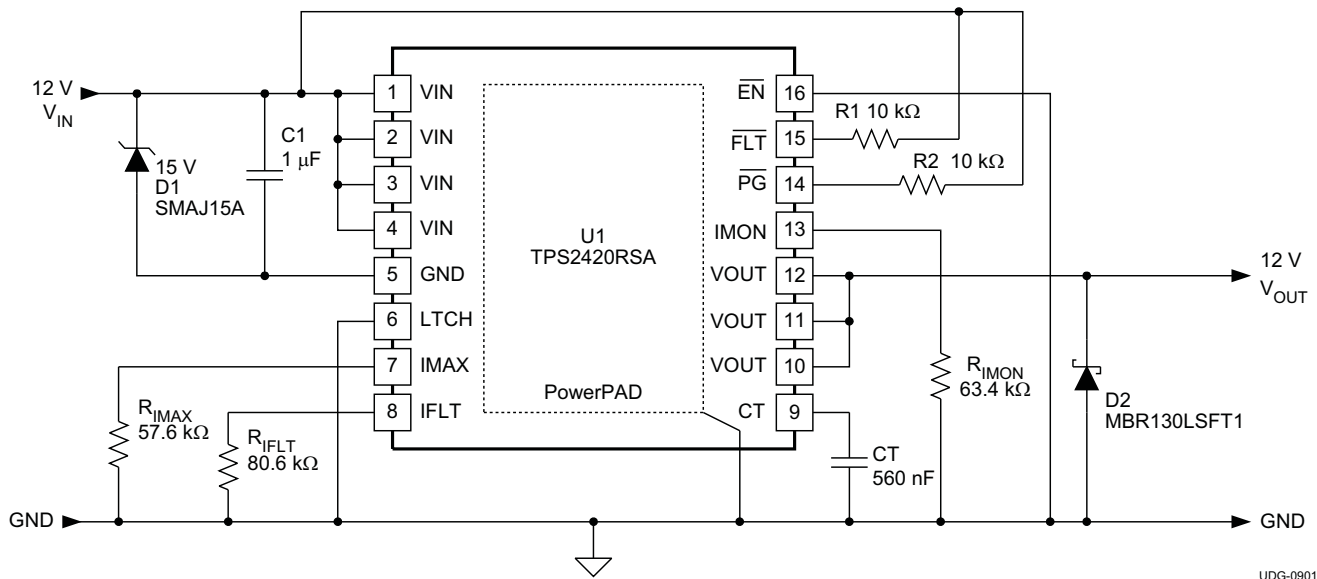 12 V
V_IN
15 V
D1
SMAJ15A
C1
1 μF
1 VIN
2 VIN
3 VIN
4 VIN
5 GND
6 LTCH
7 IMAX
8 IFLT
U1
TPS2420RSA
PowerPAD
EN 16
FLT 15
PG 14
IMON 13
VOUT 12
VOUT 11
VOUT 10
CT 9
R1 10 kΩ
R2 10 kΩ
R_IMON
63.4 kΩ
12 V
V_OUT
D2
MBR130LSFT1
CT
560 nF
R_IMAX
57.6 kΩ
R_IFLT
80.6 kΩ
GND
GND
UDG-0901